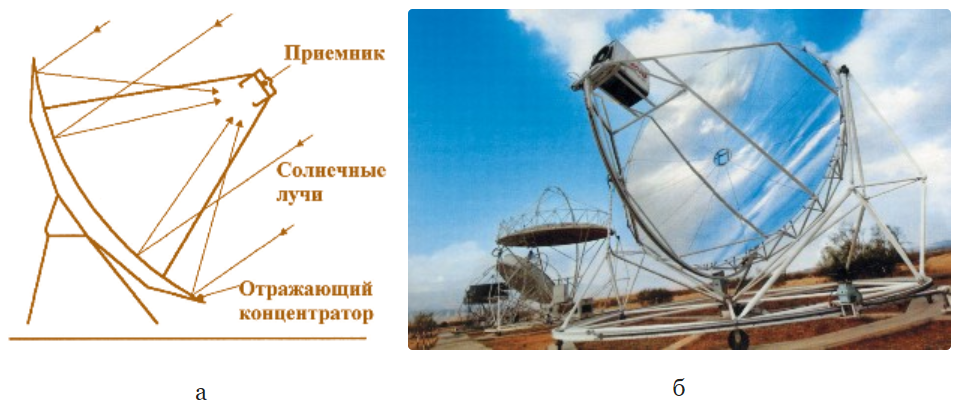 Приемник
Солнечные
лучи
Отражающий
концентратор
а
б